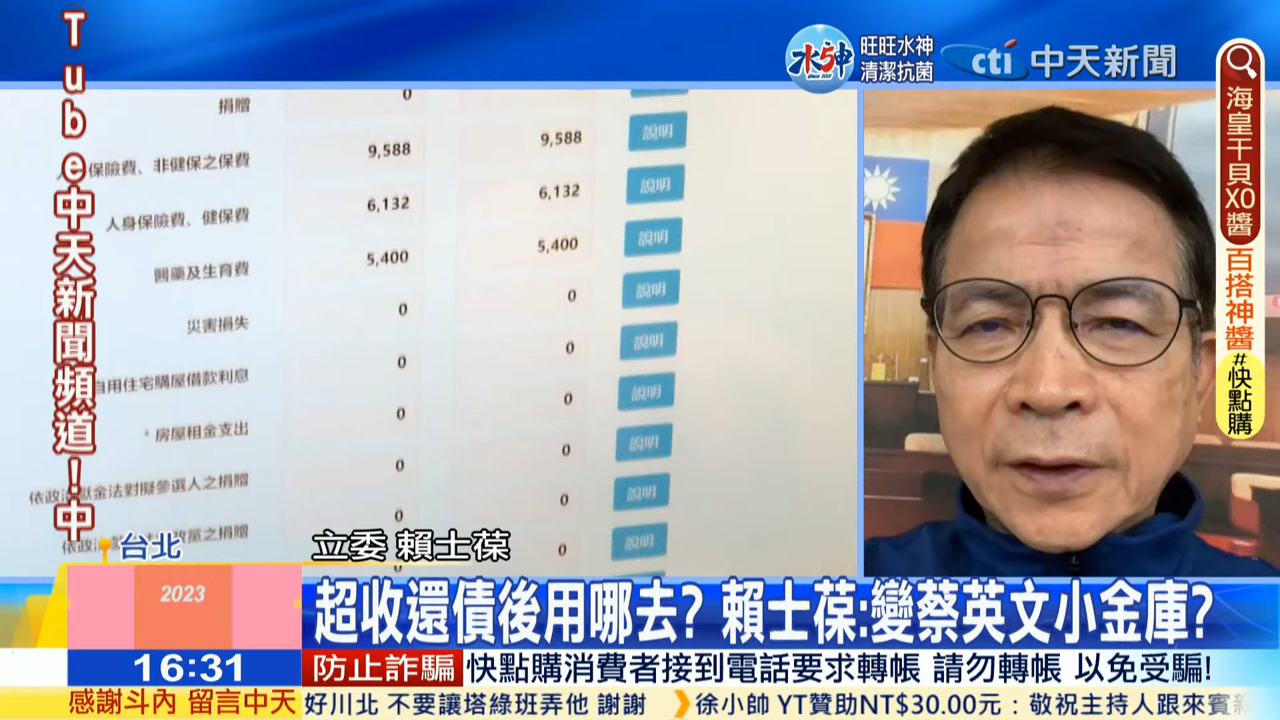 Tube中天新聞頻道!中
水神
旺旺水神
清潔抗菌
cti 中天新聞
海皇干貝XO醬
百搭神醬
#快點購
捐贈 0
保險費、非健保之保費 9,588 9,588 說明
人身保險費、健保費 6,132 6,132 說明
醫藥及生育費 5,400 5,400 說明
災害損失 0 0 說明
自用住宅購屋借款利息 0 0 說明
房屋租金支出 0 0 說明
依政 獻金法對擬參選人之捐贈 0 0 說明
依政 政黨之捐贈 0 0 說明
台北
立委 賴士葆
2023
超收還債後用哪去? 賴士葆:變蔡英文小金庫?
16:31
防止詐騙 快點購消費者接到電話要求轉帳 請勿轉帳 以免受騙!
感謝斗內 留言中天
好川北 不要讓塔綠班弄他 謝謝 徐小帥 YT贊助NT$30.00元：敬祝主持人跟來賓新